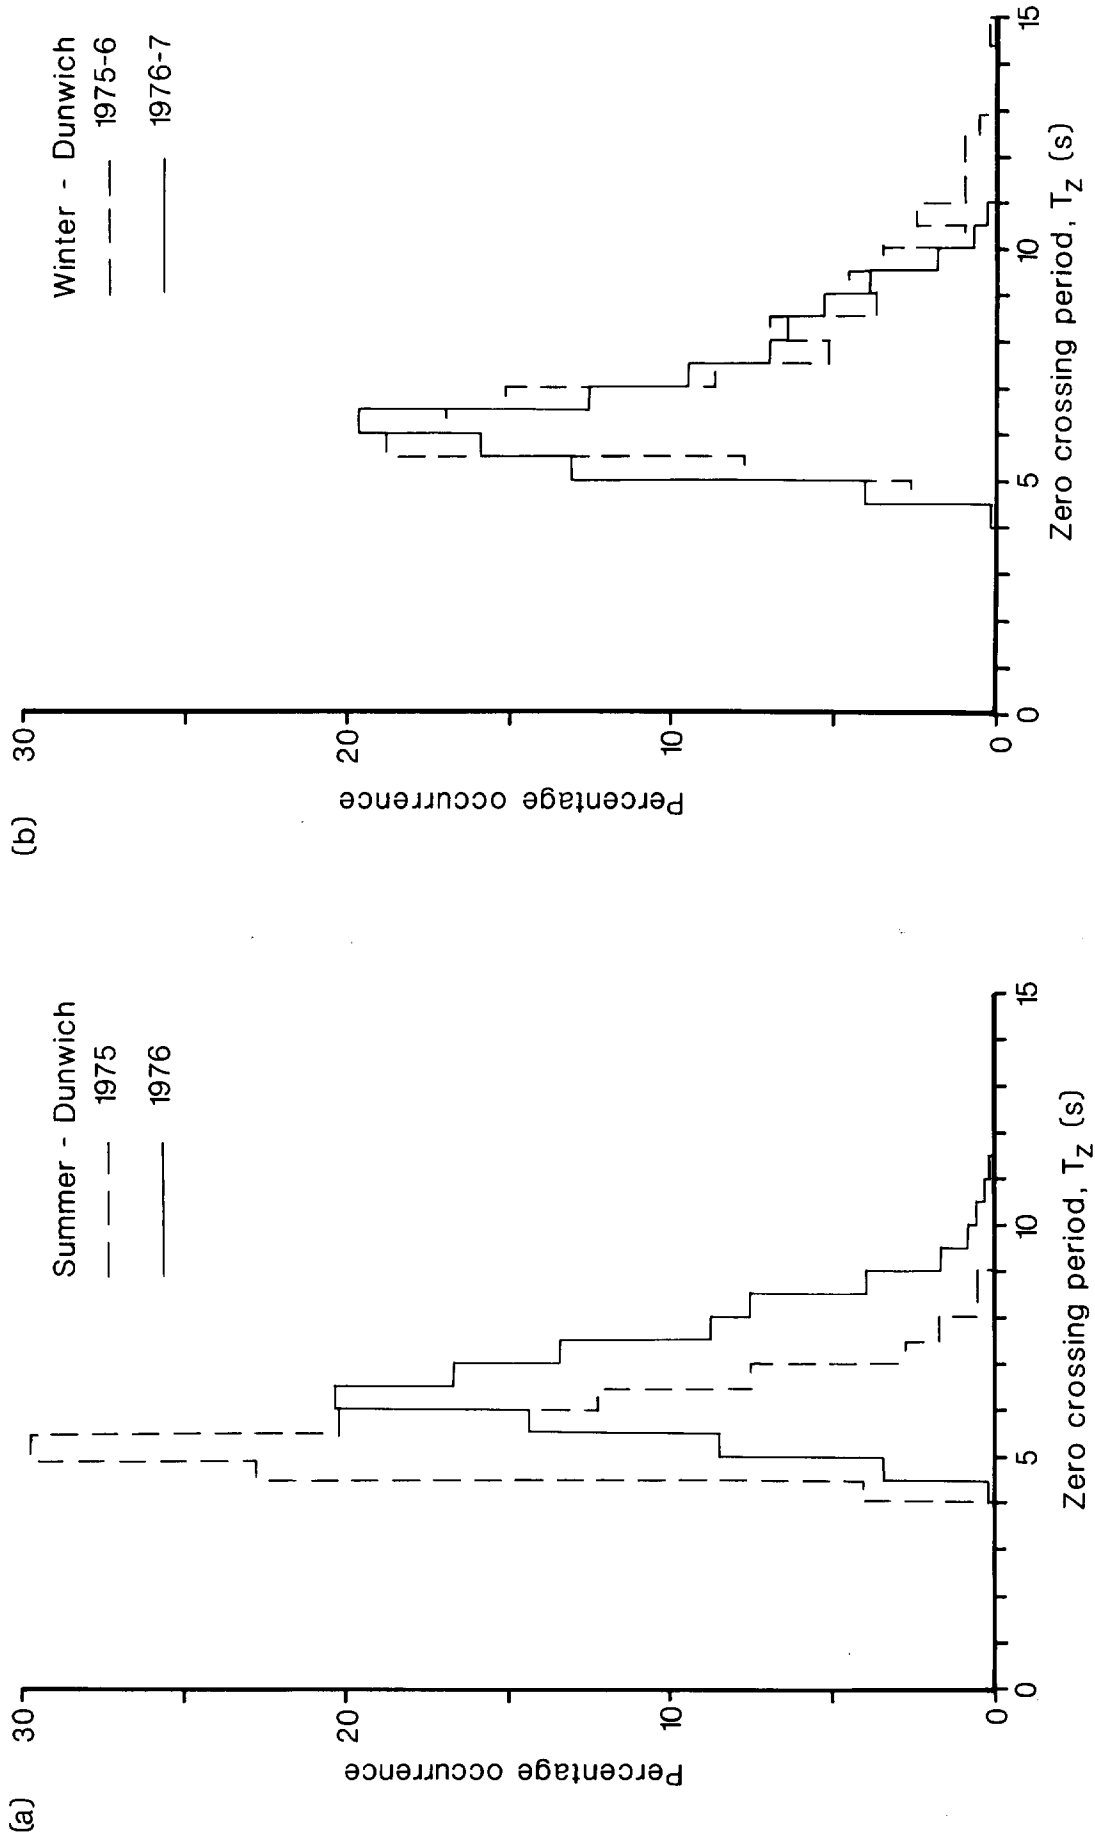 (a)
Summer - Dunwich
1975
1976
30
20
10
0
Percentage occurrence
0
5
10
15
Zero crossing period, Tz (s)
(b)
Winter - Dunwich
1975-6
1976-7
30
20
10
0
Percentage occurrence
0
5
10
15
Zero crossing period, Tz (s)